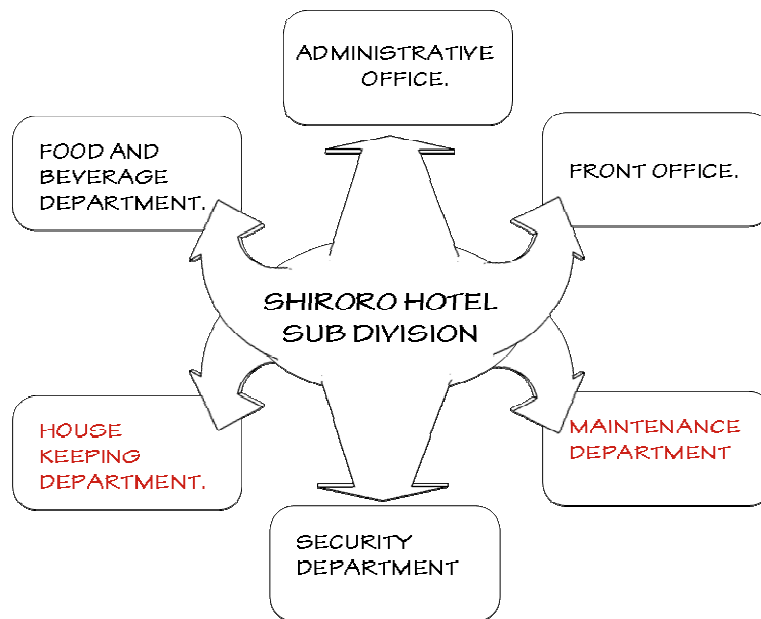 ADMINISTRATIVE
OFFICE.
FOOD AND
BEVERAGE
DEPARTMENT.
FRONT OFFICE.
SHIRORO HOTEL
SUB DIVISION
HOUSE
KEEPING
DEPARTMENT.
MAINTENANCE
DEPARTMENT
SECURITY
DEPARTMENT